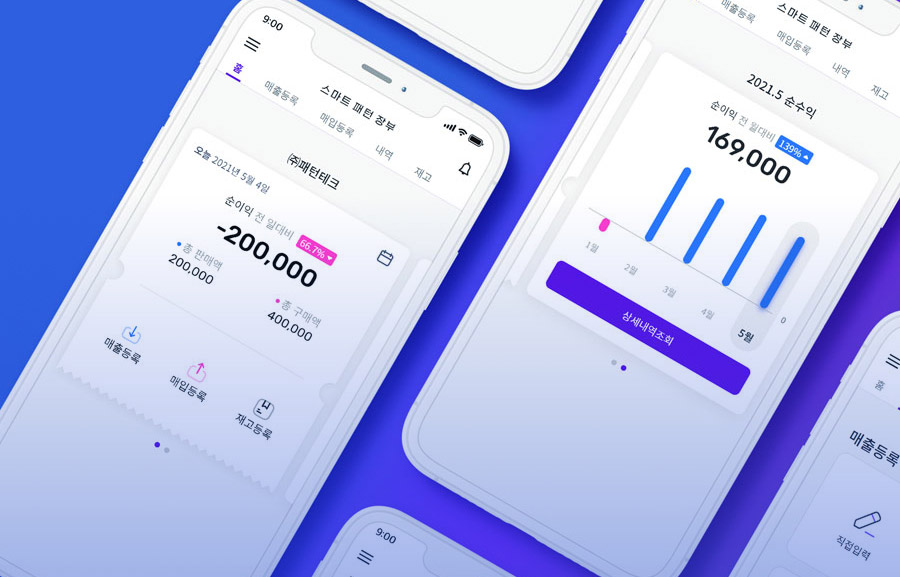 9:00
스마트 패턴 장부
홈
매출등록
매입등록
내역
재고
㈜패턴테크
오늘 2021년 5월 4일
순이익 전 일대비 66.7%
-200,000
총 판매액
200,000
총 구매액
400,000
매출등록
매입등록
재고등록
스마트 패턴 장부
매출등록
매입등록
내역
재고
2021.5 순수익
순이익 전 월대비 139%
169,000
0
1월
2월
3월
4월
5월
상세내역조회
9:00
홈
매출등록
직접입력